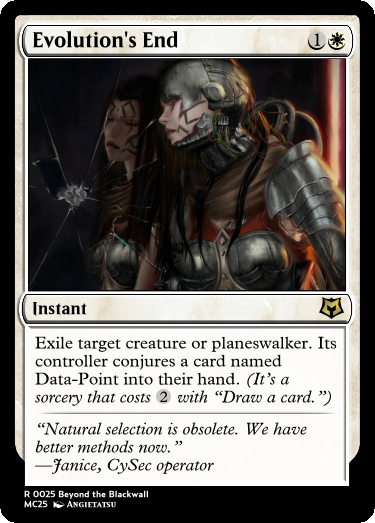 Evolution's End 1
Instant
Exile target creature or planeswalker. Its
controller conjures a card named
Data-Point into their hand. (It's a
sorcery that costs 2 with “Draw a card.”)
“Natural selection is obsolete. We have
better methods now.”
—Janice, CySec operator
R 0025 Beyond the Blackwall
MC25 Angietatsu